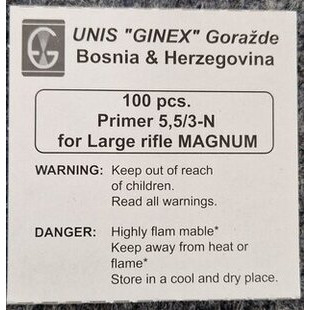 UNIS "GINEX" Goražde
Bosnia & Herzegovina
100 pcs.
Primer 5,5/3-N
for Large rifle MAGNUM
WARNING: Keep out of reach
of children.
Read all warnings.
DANGER: Highly flam mable*
Keep away from heat or
flame*
Store in a cool and dry place.